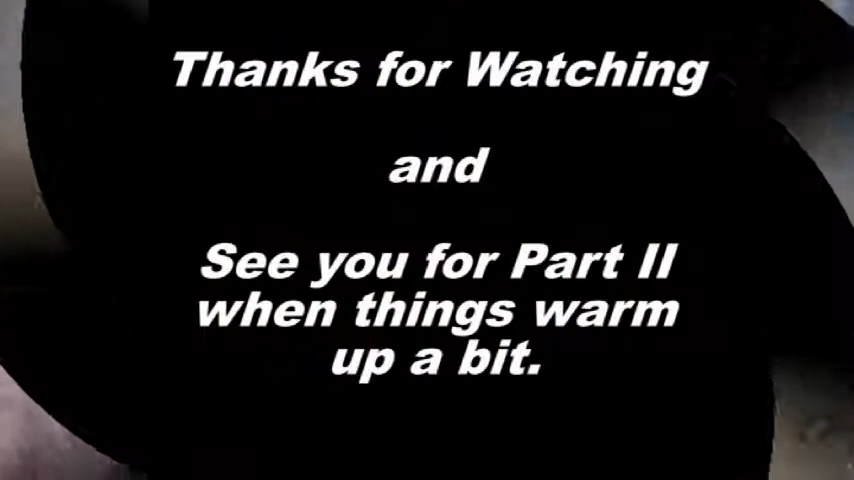 Thanks for Watching
and
See you for Part II
when things warm
up a bit.